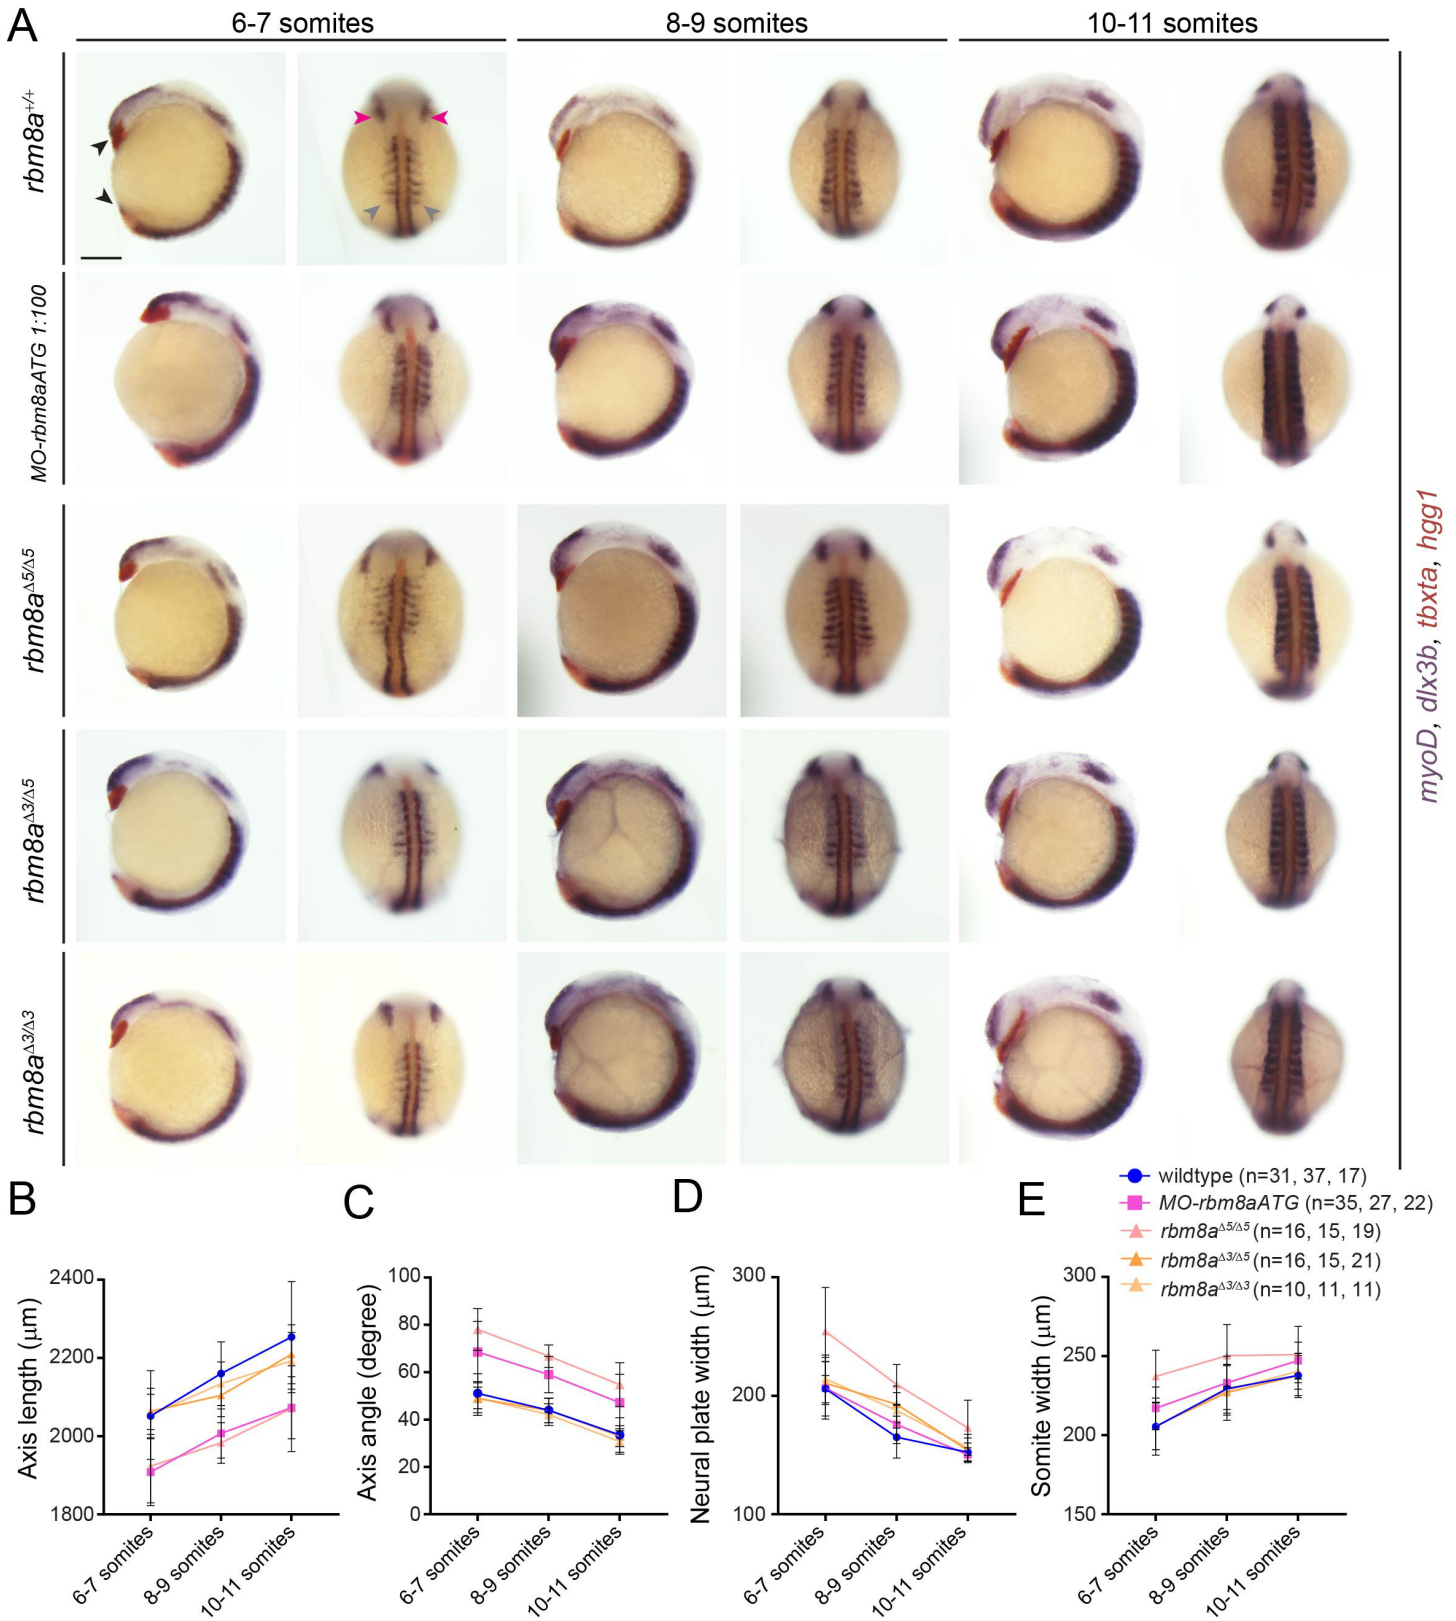 A
6-7 somites
8-9 somites
10-11 somites
rbm8a+/+
MO-rbm8aATG 1:100
rbm8aΔ5/Δ5
rbm8aΔ3/Δ5
rbm8aΔ3/Δ3
myoD, dlx3b, tbxta, hgg1
wildtype (n=31, 37, 17)
MO-rbm8aATG (n=35, 27, 22)
rbm8aΔ5/Δ5 (n=16, 15, 19)
rbm8aΔ3/Δ5 (n=16, 15, 21)
rbm8aΔ3/Δ3 (n=10, 11, 11)
B
Axis length (μm)
2400
2200
2000
1800
6-7 somites
8-9 somites
10-11 somites
C
Axis angle (degree)
100
80
60
40
20
0
6-7 somites
8-9 somites
10-11 somites
D
Neural plate width (μm)
300
200
100
6-7 somites
8-9 somites
10-11 somites
E
Somite width (μm)
300
250
200
150
6-7 somites
8-9 somites
10-11 somites